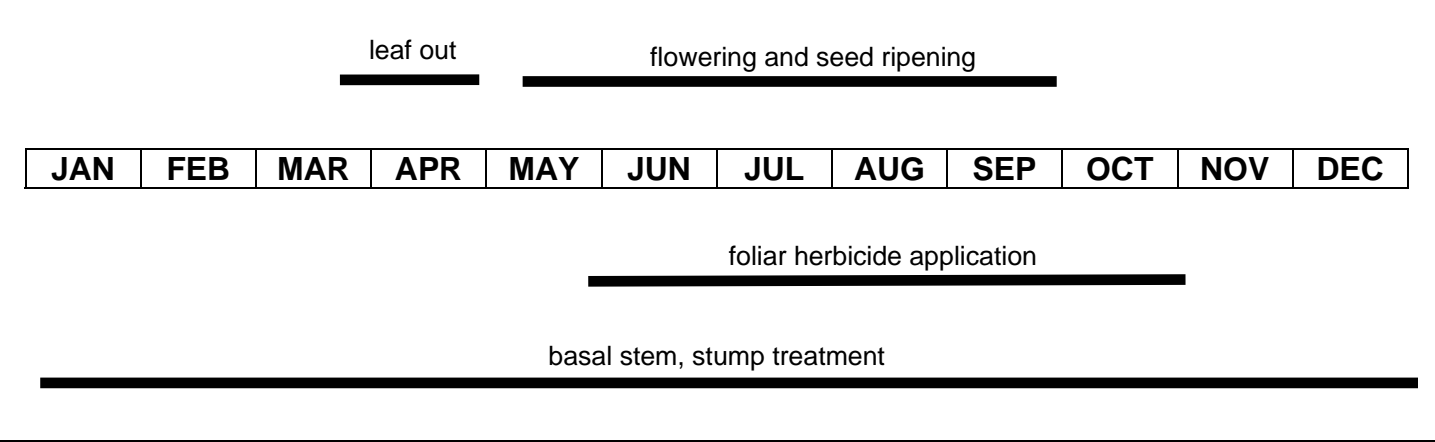 leaf out
flowering and seed ripening
JAN FEB MAR APR MAY JUN JUL AUG SEP OCT NOV DEC
foliar herbicide application
basal stem, stump treatment